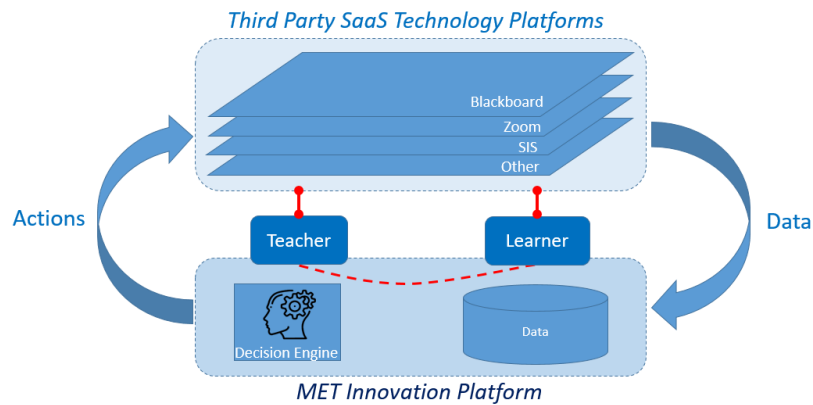 Third Party SaaS Technology Platforms
Blackboard
Zoom
SIS
Other
Actions
Data
Teacher
Learner
Decision Engine
Data
MET Innovation Platform